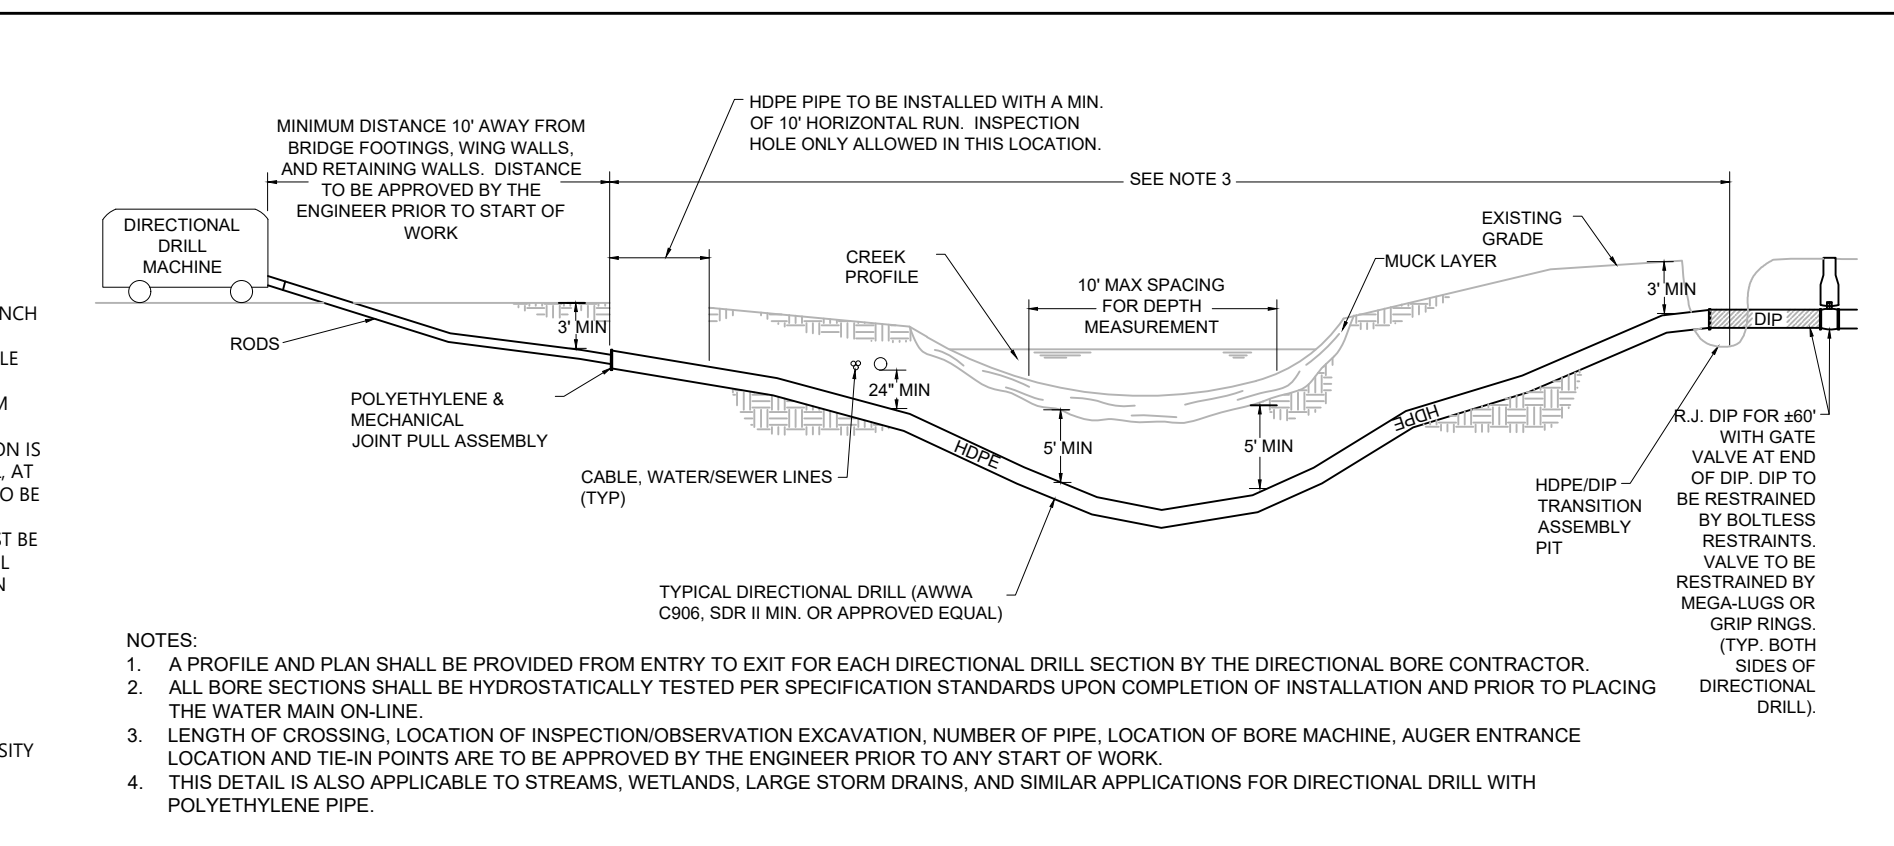 NCH
LE
M
ON IS
, AT
O BE
ST BE
L
N
SITY
MINIMUM DISTANCE 10' AWAY FROM
BRIDGE FOOTINGS, WING WALLS,
AND RETAINING WALLS. DISTANCE
TO BE APPROVED BY THE
ENGINEER PRIOR TO START OF
WORK
HDPE PIPE TO BE INSTALLED WITH A MIN.
OF 10' HORIZONTAL RUN. INSPECTION
HOLE ONLY ALLOWED IN THIS LOCATION.
SEE NOTE 3
DIRECTIONAL
DRILL
MACHINE
RODS
3' MIN
POLYETHYLENE &
MECHANICAL
JOINT PULL ASSEMBLY
CREEK
PROFILE
10' MAX SPACING
FOR DEPTH
MEASUREMENT
MUCK LAYER
EXISTING
GRADE
3' MIN
DIP
24" MIN
CABLE, WATER/SEWER LINES
(TYP)
HDPE
5' MIN
5' MIN
HDPE
HDPE/DIP
TRANSITION
ASSEMBLY
PIT
R.J. DIP FOR ±60'
WITH GATE
VALVE AT END
OF DIP. DIP TO
BE RESTRAINED
BY BOLTLESS
RESTRAINTS.
VALVE TO BE
RESTRAINED BY
MEGA-LUGS OR
GRIP RINGS.
(TYP. BOTH
SIDES OF
DIRECTIONAL
DRILL).
TYPICAL DIRECTIONAL DRILL (AWWA
C906, SDR II MIN. OR APPROVED EQUAL)
NOTES:
1. A PROFILE AND PLAN SHALL BE PROVIDED FROM ENTRY TO EXIT FOR EACH DIRECTIONAL DRILL SECTION BY THE DIRECTIONAL BORE CONTRACTOR.
2. ALL BORE SECTIONS SHALL BE HYDROSTATICALLY TESTED PER SPECIFICATION STANDARDS UPON COMPLETION OF INSTALLATION AND PRIOR TO PLACING
THE WATER MAIN ON-LINE.
3. LENGTH OF CROSSING, LOCATION OF INSPECTION/OBSERVATION EXCAVATION, NUMBER OF PIPE, LOCATION OF BORE MACHINE, AUGER ENTRANCE
LOCATION AND TIE-IN POINTS ARE TO BE APPROVED BY THE ENGINEER PRIOR TO ANY START OF WORK.
4. THIS DETAIL IS ALSO APPLICABLE TO STREAMS, WETLANDS, LARGE STORM DRAINS, AND SIMILAR APPLICATIONS FOR DIRECTIONAL DRILL WITH
POLYETHYLENE PIPE.